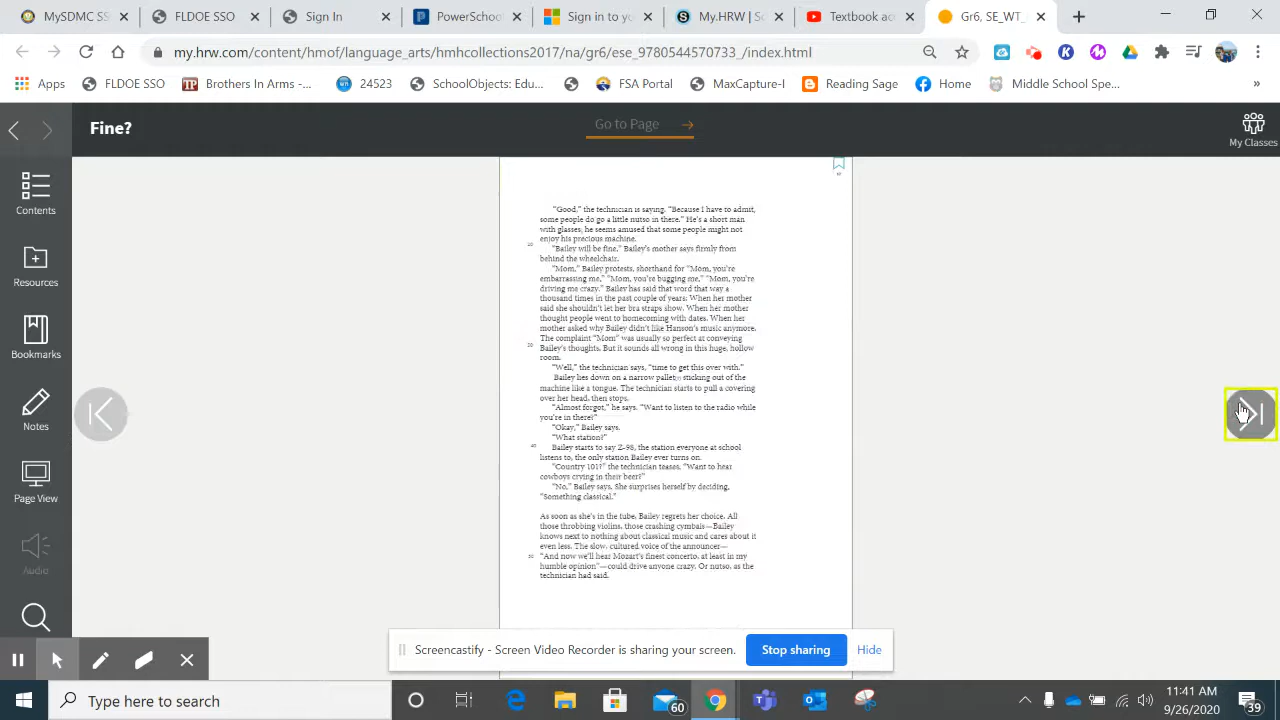 MySDMC SS
FLDOE SSO
Sign In
PowerSchoo
Sign in to yo
My.HRW | S
Textbook ac
Gr6, SE_WT_
my.hrw.com/content/hmof/language_arts/hmhcollections2017/na/gr6/ese_9780544570733_/index.html
Apps
FLDOE SSO
Brothers In Arms -...
24523
SchoolObjects: Edu...
FSA Portal
MaxCapture-I
Reading Sage
Home
Middle School Spe...
»
Fine?
Go to Page
My Classes
Contents
Resources
Bookmarks
Notes
Page View
Audio
"Good," the technician is saying. "Because I have to admit,
some people do go a little nutso in there." He's a short man
with glasses, he seems amused that some people might not
enjoy his precious machine.
"Bailey will be fine," Bailey's mother says firmly from
behind the wheelchair.
"Mom," Bailey protests, shorthand for "Mom, you're
embarrassing me," "Mom, you're bugging me," "Mom, you're
driving me crazy." Bailey has said that word that way a
thousand times in the past couple of years: When her mother
said she shouldn't let her bra straps show. When her mother
thought people went to homecoming with dates. When her
mother asked why Bailey didn't like Hanson's music anymore.
The complaint "Mom" was usually so perfect at conveying
Bailey's thoughts. But it sounds all wrong in this huge, hollow
room.
"Well," the technician says, "time to get this over with."
Bailey lies down on a narrow pallet sticking out of the
machine like a tongue. The technician starts to pull a covering
over her head, then stops.
"Almost forgot," he says. "Want to listen to the radio while
you're in there?"
"Okay," Bailey says.
"What station?"
Bailey starts to say Z-98, the station everyone at school
listens to, the only station Bailey ever turns on.
"Country 101?" the technician teases. "Want to hear
cowboys crying in their beer?"
"No," Bailey says. She surprises herself by deciding,
"Something classical."
As soon as she's in the tube, Bailey regrets her choice. All
those throbbing violins, those crashing cymbals—Bailey
knows next to nothing about classical music and cares about it
even less. The slow, cultured voice of the announcer—
"And now we'll hear Mozart's finest concerto, at least in my
humble opinion"—could drive anyone crazy. Or nutso, as the
technician had said.
Screencastify - Screen Video Recorder is sharing your screen.
Stop sharing
Hide
Type here to search
60
11:41 AM
9/26/2020
39